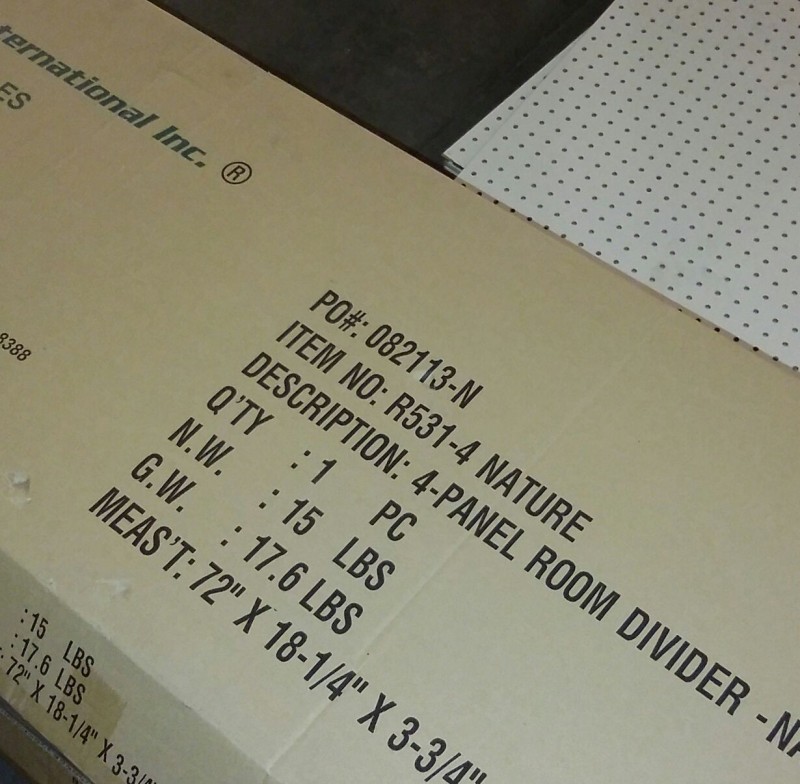 ternational Inc. ®
ES
8388
PO#: 082113-N
ITEM NO: R531-4 NATURE
DESCRIPTION: 4-PANEL ROOM DIVIDER - NA
Q'TY : 1 PC
N.W. : 15 LBS
G.W. : 17.6 LBS
MEAS'T: 72" X 18-1/4" X 3-3/4"
: 15 LBS
: 17.6 LBS
: 72" X 18-1/4" X 3-3/4"